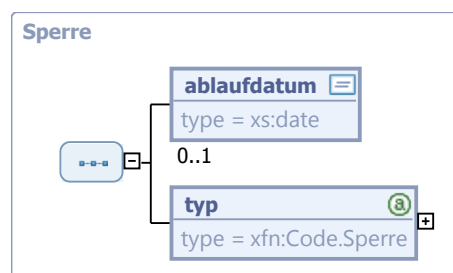 Sperre
ablaufdatum
type = xs:date
0..1
typ
type = xfn:Code.Sperre